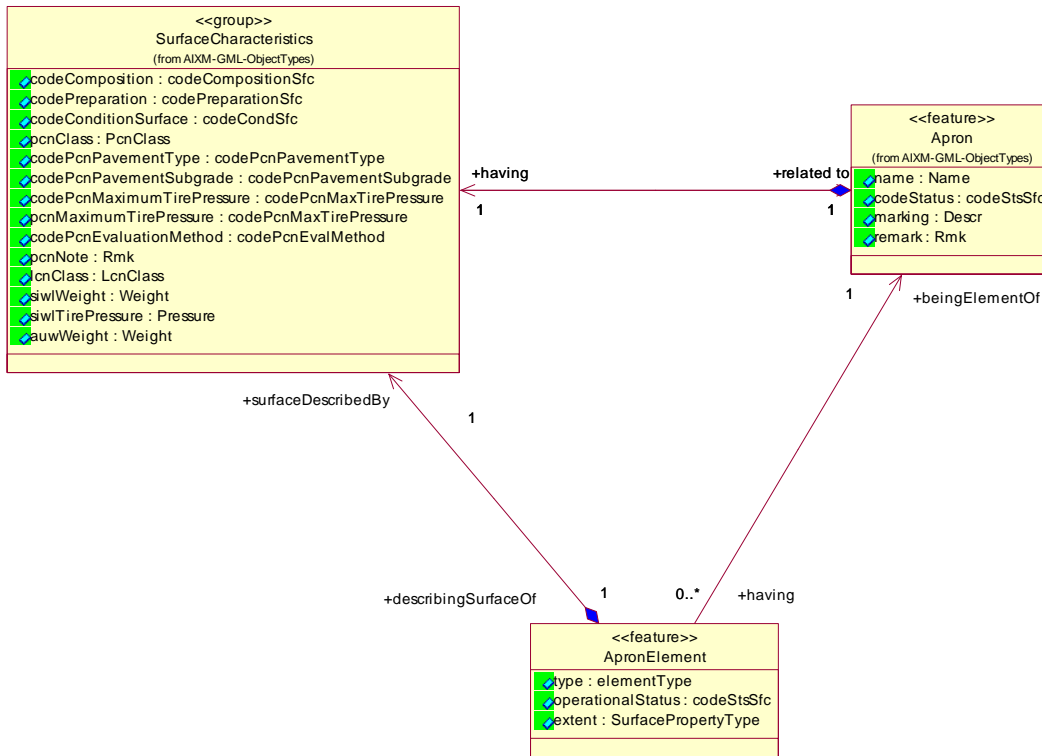 <<group>>
SurfaceCharacteristics
(from AIXM-GML-ObjectTypes)
codeComposition : codeCompositionSfc
codePreparation : codePreparationSfc
codeConditionSurface : codeCondSfc
pcnClass : PcnClass
codePcnPavementType : codePcnPavementType
codePcnPavementSubgrade : codePcnPavementSubgrade
codePcnMaximumTirePressure : codePcnMaxTirePressure
pcnMaximumTirePressure : codePcnMaxTirePressure
codePcnEvaluationMethod : codePcnEvalMethod
pcnNote : Rmk
lcnClass : LcnClass
siwlWeight : Weight
siwlTirePressure : Pressure
auwWeight : Weight
<<feature>>
Apron
(from AIXM-GML-ObjectTypes)
name : Name
codeStatus : codeStsSfc
marking : Descr
remark : Rmk
+having
+related to
1
1
1
+beingElementOf
+surfaceDescribedBy
1
+describingSurfaceOf
1
0..*
+having
<<feature>>
ApronElement
type : elementType
operationalStatus : codeStsSfc
extent : SurfacePropertyType